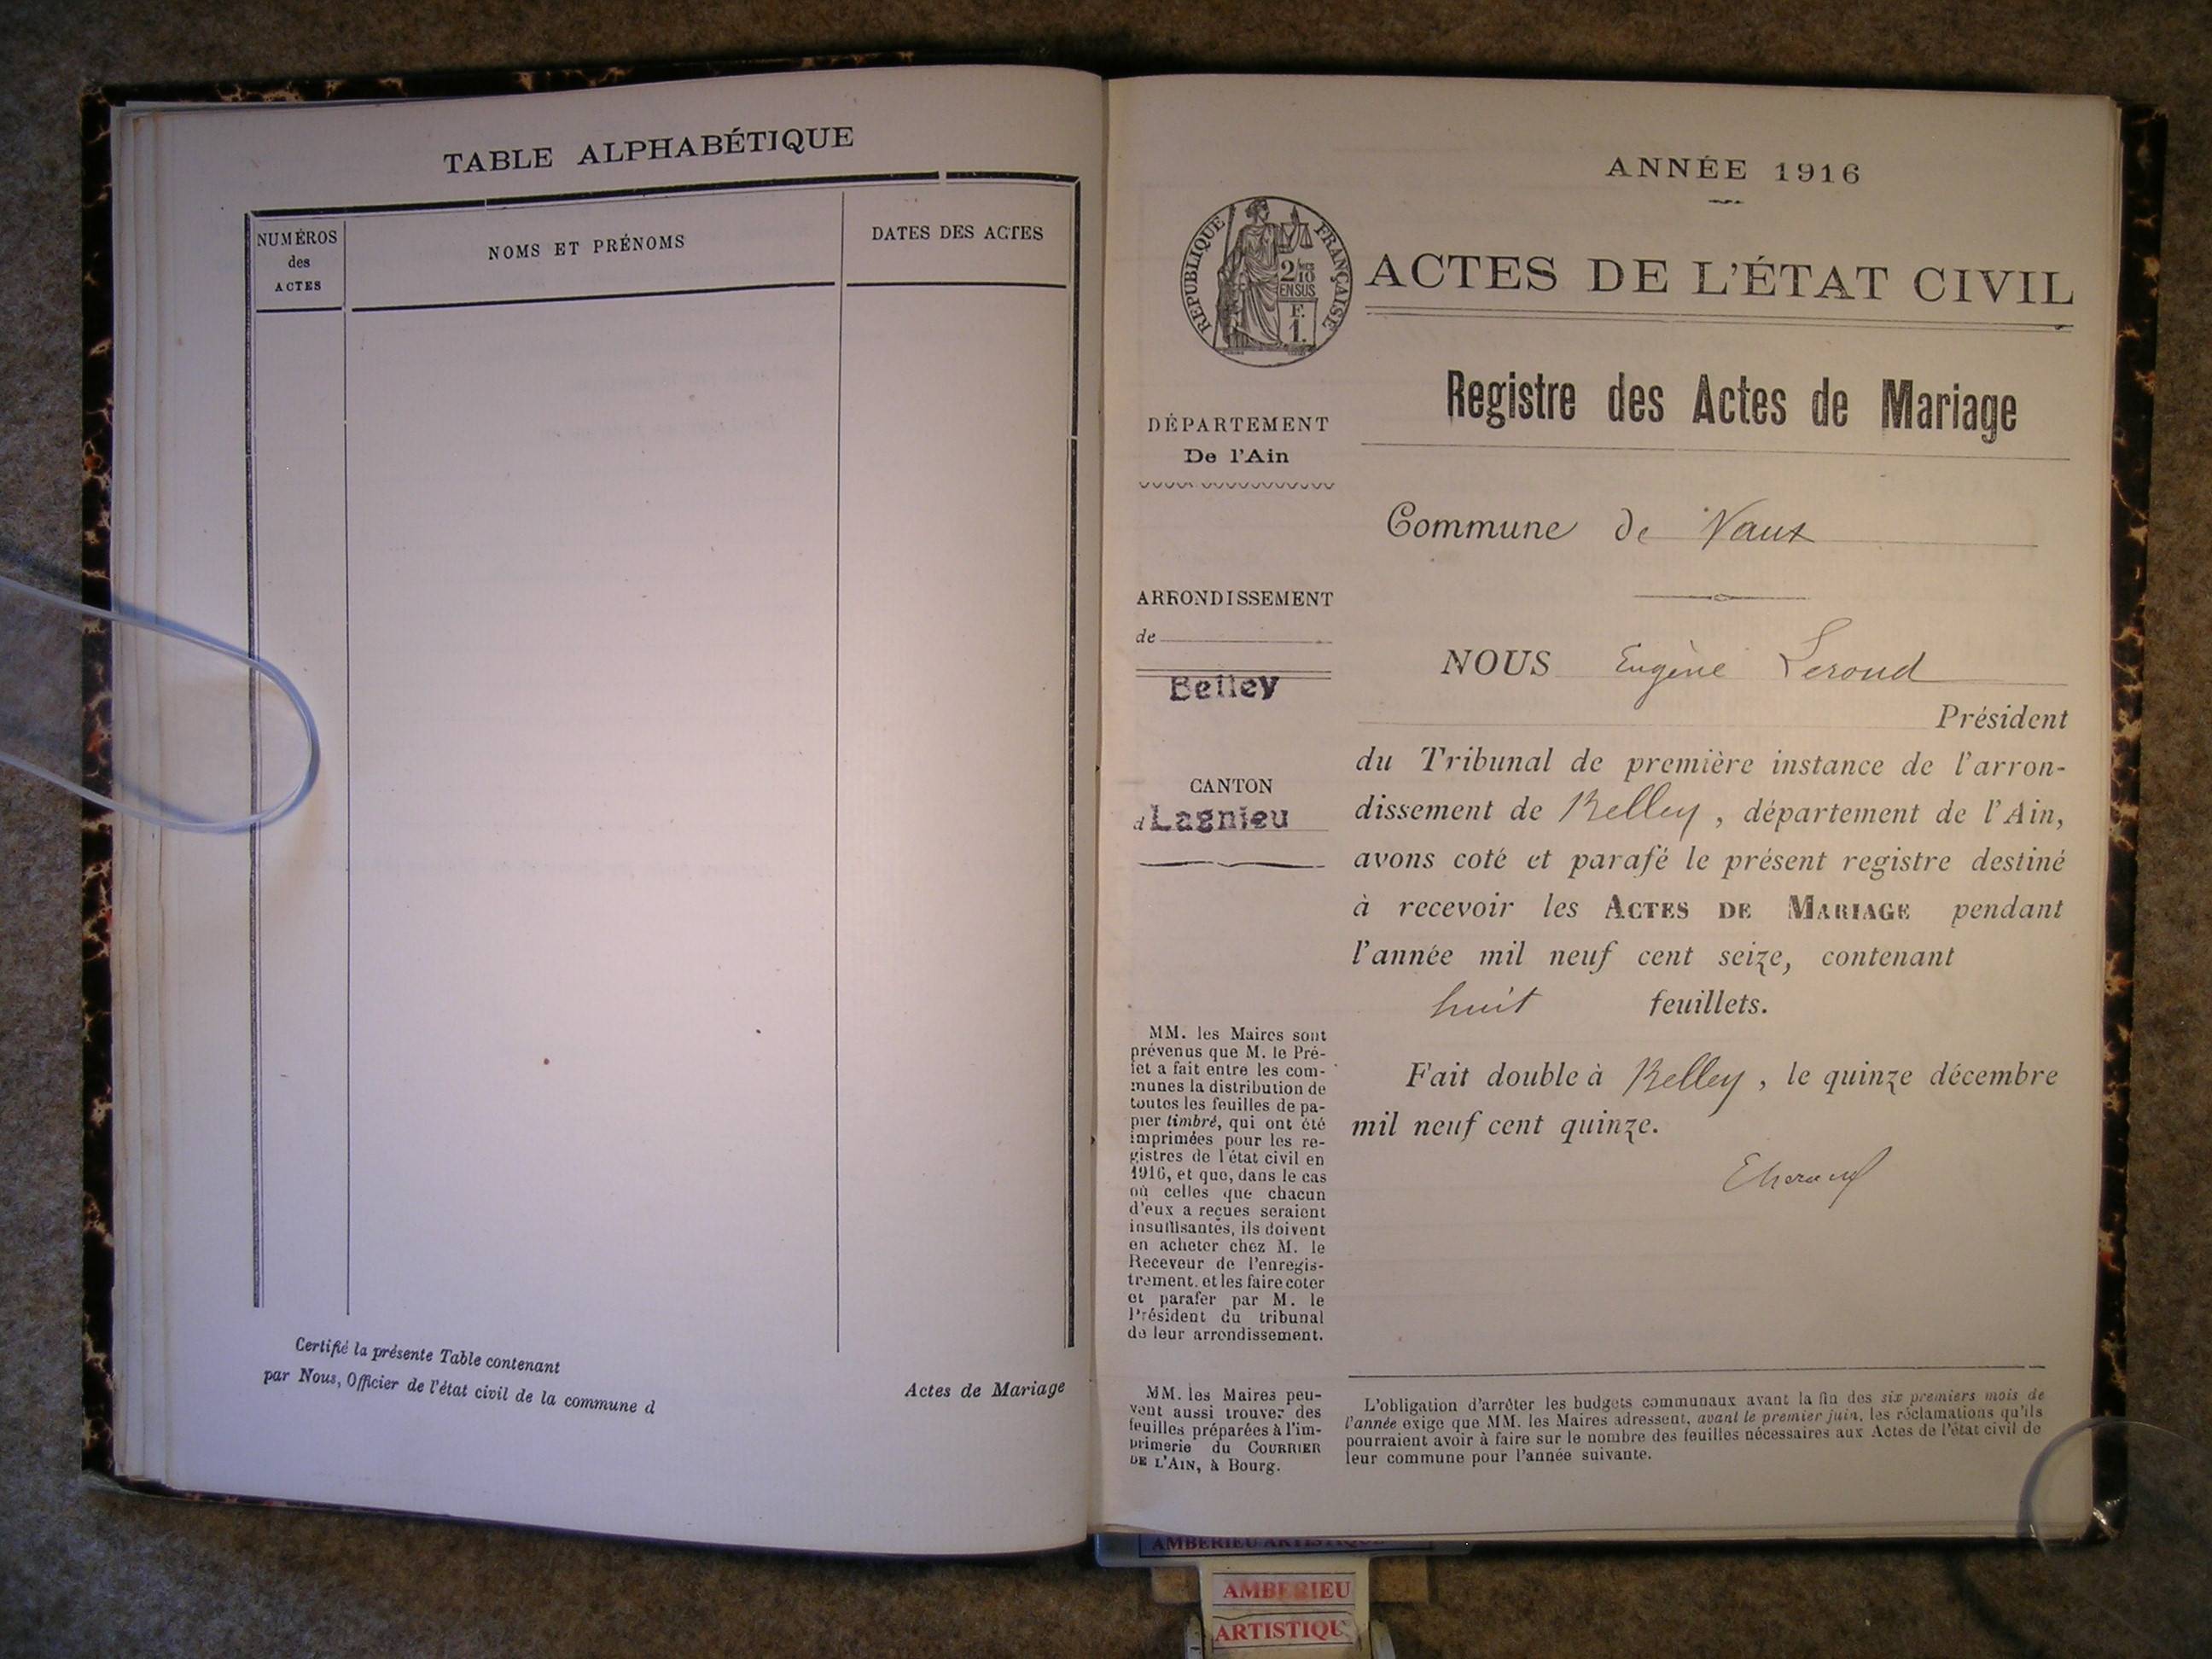 TABLE ALPHABÉTIQUE
NUMÉROS
des
ACTES
NOMS ET PRÉNOMS
DATES DES ACTES
Certifié la présente Table contenant
Actes de Mariage
par Nous, Officier de l'état civil de la commune d
ANNÉE 1916
RÉPUBLIQUE FRANÇAISE
2/10
EN SUS
F.
1.
ACTES DE L'ÉTAT CIVIL
Registre des Actes de Mariage
DÉPARTEMENT
De l'Ain
ARRONDISSEMENT
de
Belley
CANTON
d Lagnieu
MM. les Maires sont
prévenus que M. le Pré-
fet a fait entre les com-
munes la distribution de
toutes les feuilles de pa-
pier timbré, qui ont été
imprimées pour les re-
gistres de l'état civil en
1916, et que, dans le cas
où celles que chacun
d'eux a reçues seraient
insuffisantes, ils doivent
en acheter chez M. le
Receveur de l'enregis-
trement, et les faire coter
et parafer par M. le
Président du tribunal
de leur arrondissement.
MM. les Maires peu-
vent aussi trouver des
feuilles préparées à l'im-
primerie du COURRIER
DE L'AIN, à Bourg.
Commune de Vaux
NOUS Eugène Leroud
Président
du Tribunal de première instance de l'arron-
dissement de Belley, département de l'Ain,
avons coté et parafé le présent registre destiné
à recevoir les ACTES DE MARIAGE pendant
l'année mil neuf cent seize, contenant
huit feuillets.
Fait double à Belley, le quinze décembre
mil neuf cent quinze.
L'obligation d'arrêter les budgets communaux avant la fin des six premiers mois de
l'année exige que MM. les Maires adressent, avant le premier juin, les réclamations qu'ils
pourraient avoir à faire sur le nombre des feuilles nécessaires aux Actes de l'état civil de
leur commune pour l'année suivante.
AMBERIEU ARTISTIQUE
AMBERIEU
ARTISTIQU